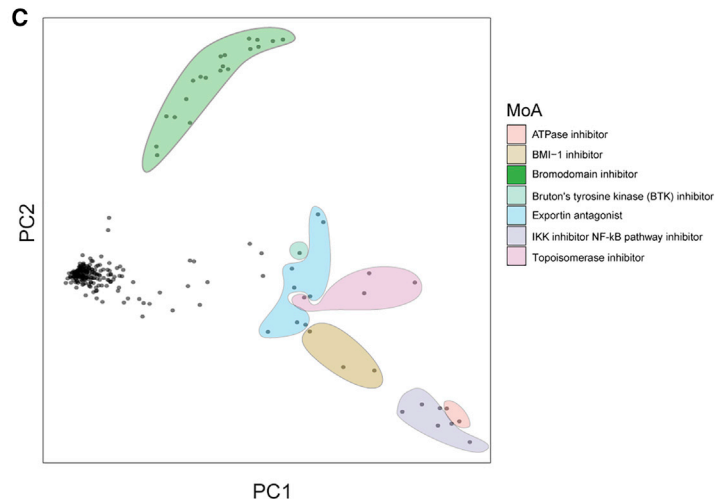 C
PC2
PC1
MoA
ATPase inhibitor
BMI−1 inhibitor
Bromodomain inhibitor
Bruton's tyrosine kinase (BTK) inhibitor
Exportin antagonist
IKK inhibitor NF-kB pathway inhibitor
Topoisomerase inhibitor